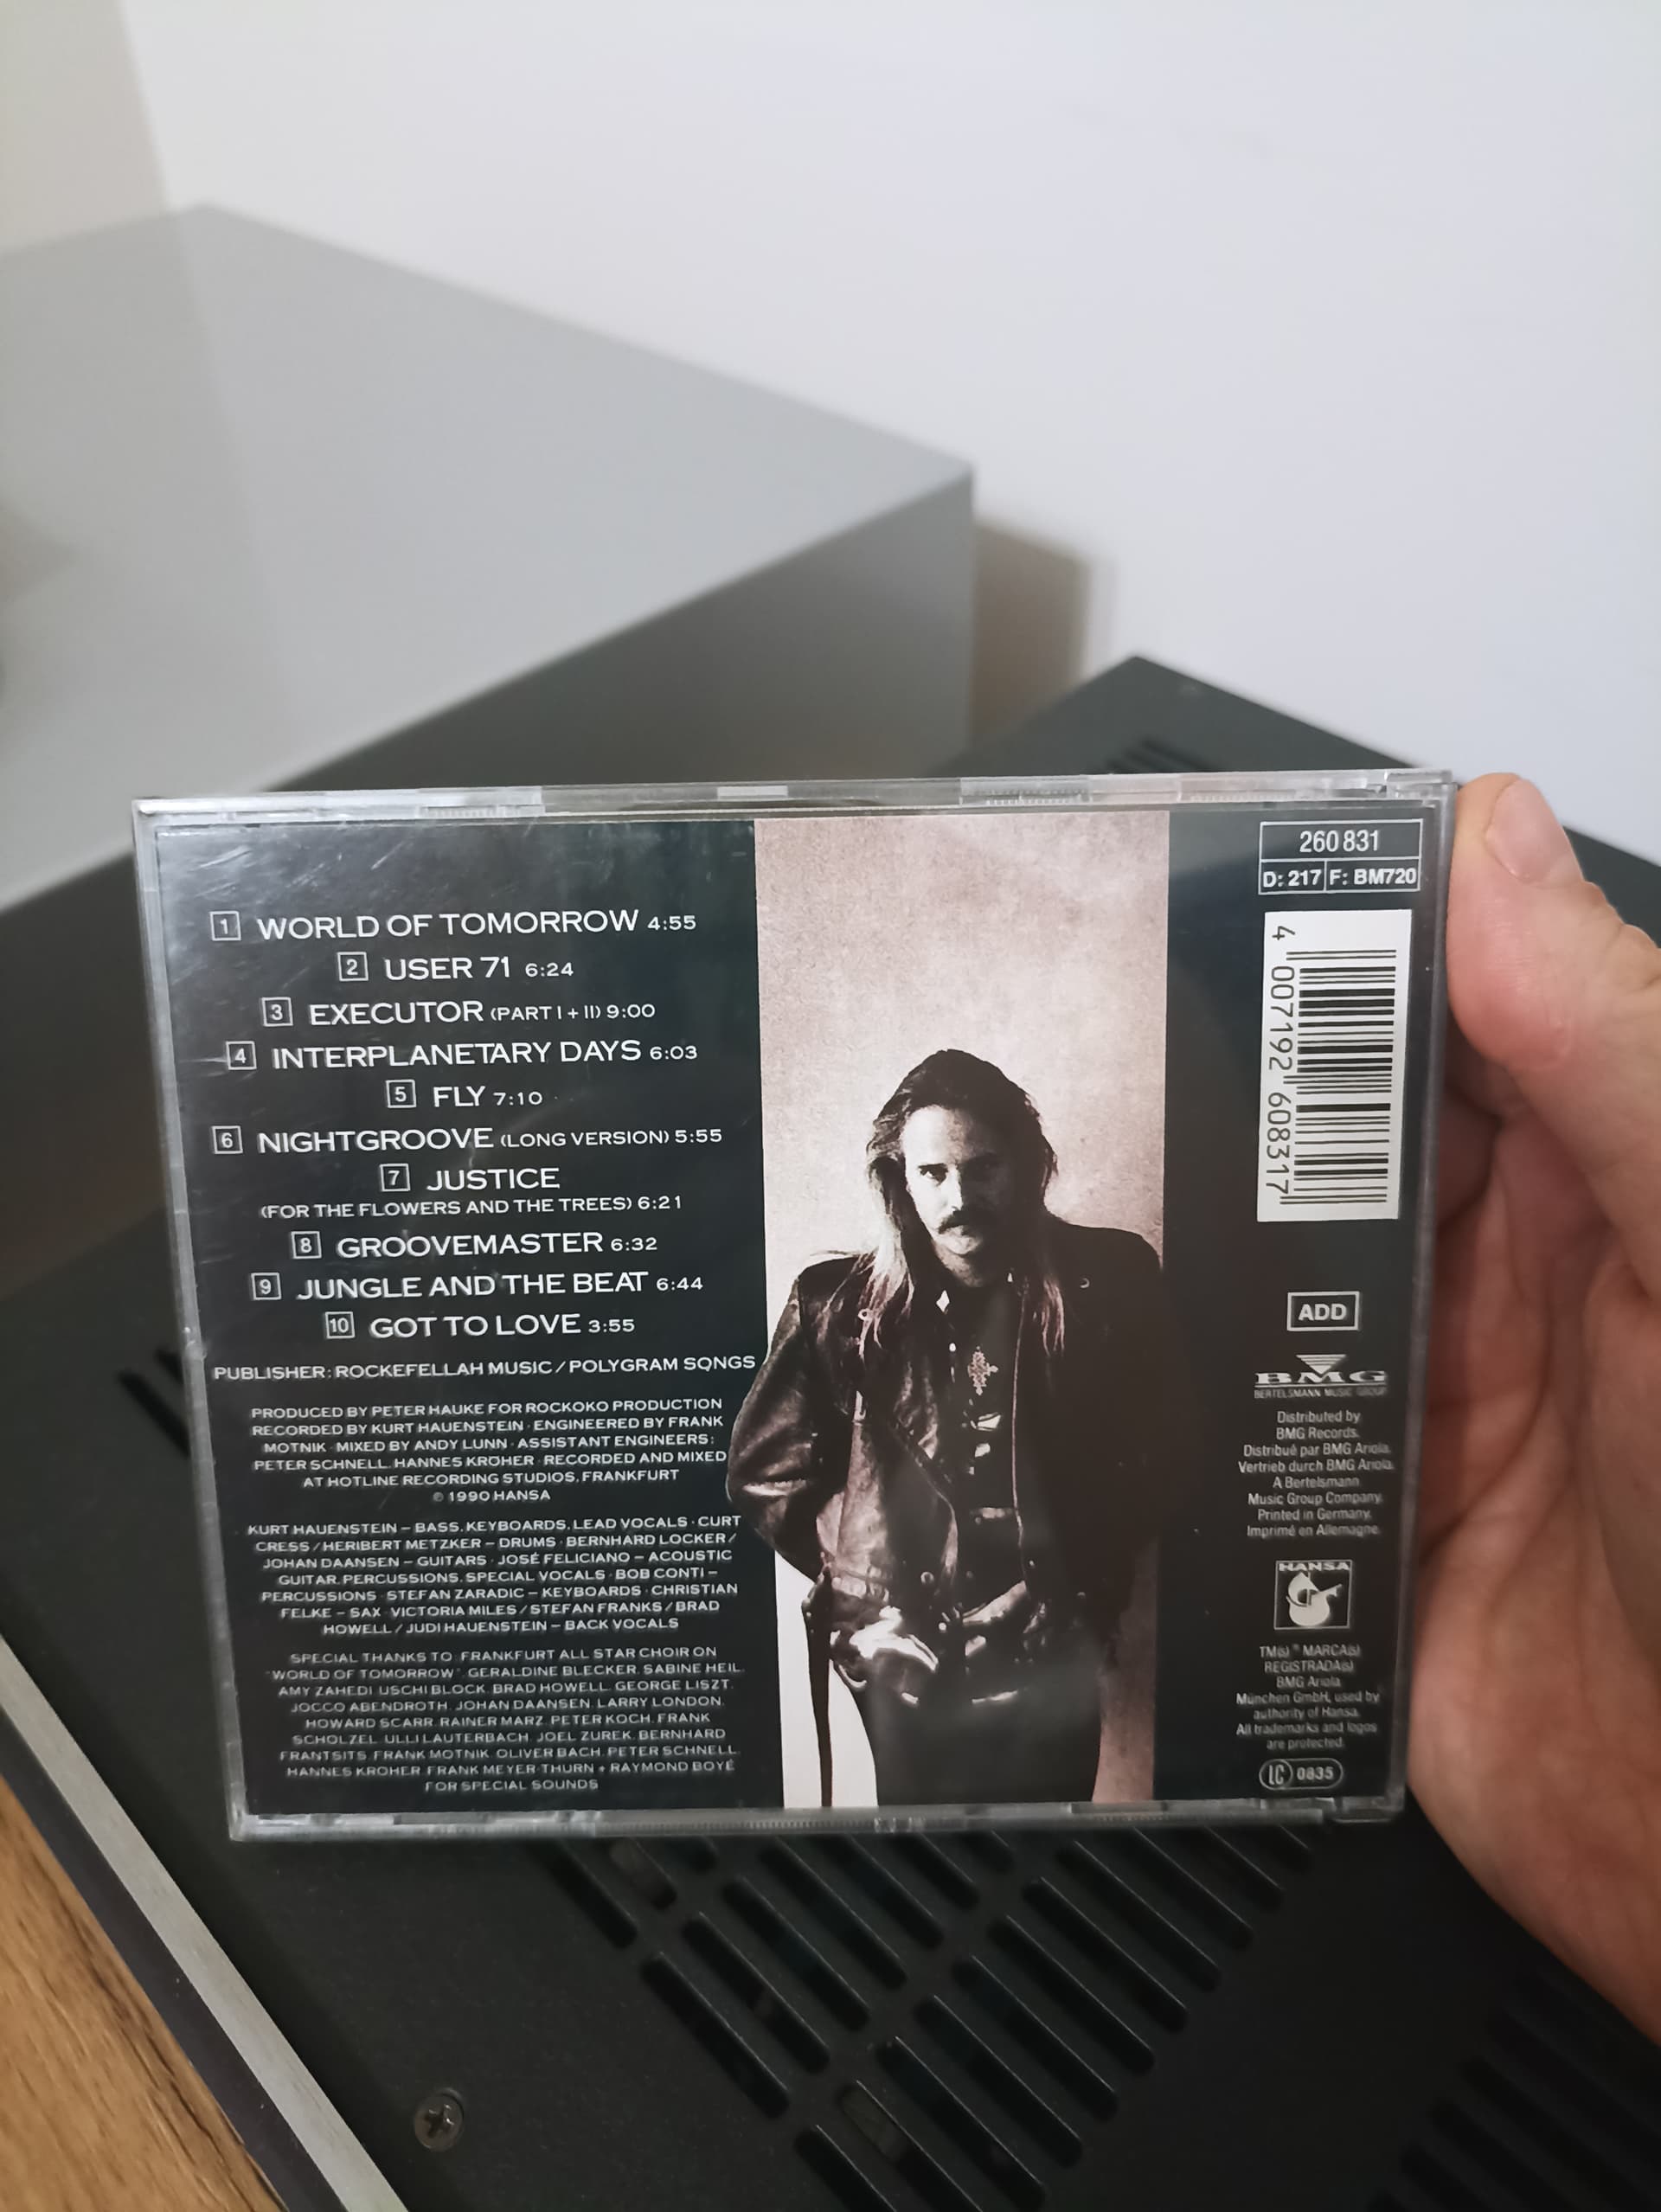 1 WORLD OF TOMORROW 4:55
2 USER 71 6:24
3 EXECUTOR (PART I + II) 9:00
4 INTERPLANETARY DAYS 6:03
5 FLY 7:10
6 NIGHTGROOVE (LONG VERSION) 5:55
7 JUSTICE
(FOR THE FLOWERS AND THE TREES) 6:21
8 GROOVEMASTER 6:32
9 JUNGLE AND THE BEAT 6:44
10 GOT TO LOVE 3:55
PUBLISHER: ROCKEFELLAH MUSIC / POLYGRAM SONGS
PRODUCED BY PETER HAUKE FOR ROCKOKO PRODUCTION
RECORDED BY KURT HAUENSTEIN · ENGINEERED BY FRANK
MOTNIK · MIXED BY ANDY LUNN · ASSISTANT ENGINEERS:
PETER SCHNELL, HANNES KRÖHER · RECORDED AND MIXED
AT HOTLINE RECORDING STUDIOS, FRANKFURT
© 1990 HANSA
KURT HAUENSTEIN – BASS, KEYBOARDS, LEAD VOCALS · CURT
CRESS / HERIBERT METZKER – DRUMS · BERNHARD LOCKER /
JOHAN DAANSEN – GUITARS · JOSÉ FELICIANO – ACOUSTIC
GUITAR, PERCUSSIONS, SPECIAL VOCALS · BOB CONTI –
PERCUSSIONS · STEFAN ZARADIC – KEYBOARDS · CHRISTIAN
FELKE – SAX · VICTORIA MILES / STEFAN FRANKS / BRAD
HOWELL / JUDI HAUENSTEIN – BACK VOCALS
SPECIAL THANKS TO: FRANKFURT ALL STAR CHOIR ON
"WORLD OF TOMORROW": GERALDINE BLECKER, SABINE HEIL,
AMY ZAHEDI, USCHI BLOCK, BRAD HOWELL, GEORGE LISZT,
JOCCO ABENDROTH, JOHAN DAANSEN, LARRY LONDON,
HOWARD SCARR, RAINER MARZ, PETER KOCH, FRANK
SCHOLZEL, ULLI LAUTERBACH, JOEL ZUREK, BERNHARD
FRANTSITS, FRANK MOTNIK, OLIVER BACH, PETER SCHNELL,
HANNES KRÖHER, FRANK MEYER-THURN + RAYMOND BOYÉ
FOR SPECIAL SOUNDS
260 831
D: 217 F: BM720
4 007192 608317
ADD
BMG
BERTELSMANN MUSIC GROUP
Distributed by
BMG Records.
Distribué par BMG Ariola.
Vertrieb durch BMG Ariola.
A Bertelsmann
Music Group Company.
Printed in Germany.
Imprimé en Allemagne.
HANSA
TM(s) ® MARCA(s)
REGISTRADA(s)
BMG Ariola
München GmbH, used by
authority of Hansa.
All trademarks and logos
are protected.
LC 0835